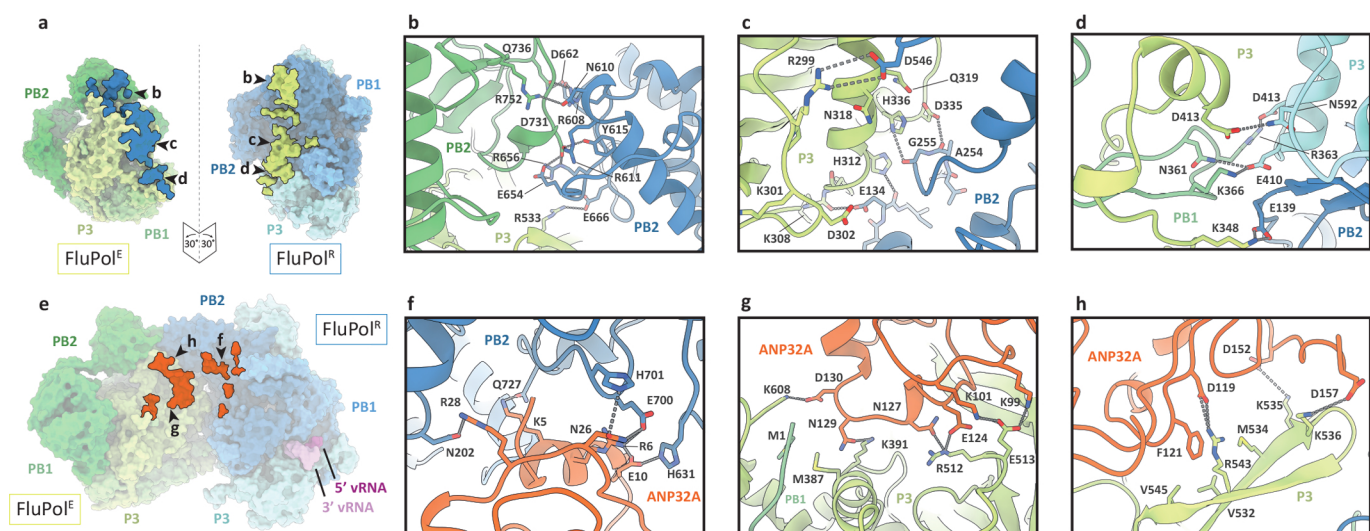 a
PB2
b
c
d
P3
PB1
FluPolE
30° 30°
b
PB1
c
PB2
d
P3
FluPolR
b
Q736
D662
N610
R752
D731
R608
Y615
PB2
R656
R611
E654
R533
E666
P3
PB2
c
R299
D546
Q319
H336
D335
N318
P3
G255
A254
H312
K301
E134
PB2
K308
D302
d
P3
D413
D413
N592
N361
R363
K366
E410
PB1
E139
K348
PB2
e
PB2
FluPolR
PB2
h
f
PB1
g
PB1
FluPolE
P3
P3
5' vRNA
3' vRNA
f
PB2
H701
Q727
R28
E700
K5
N26
R6
N202
E10
H631
ANP32A
g
ANP32A
D130
K608
N127
K101
K99
N129
E124
M1
K391
R512
E513
M387
PB1
P3
h
ANP32A
D152
D119
D157
K535
M534
K536
F121
R543
V545
P3
V532